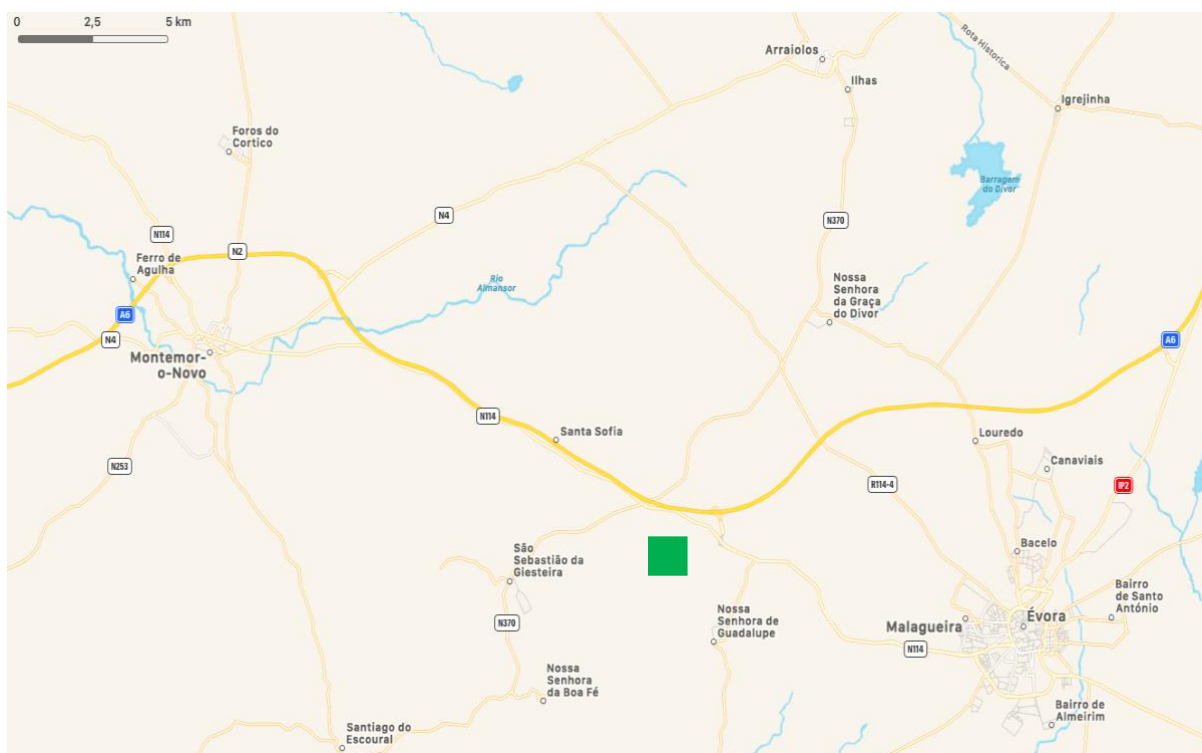 0 2,5 5 km
Arraiolos
Ilhas
Rota Historica
Igrejinha
Foros do
Cortico
Barragem
do Divor
N4
N370
N114
N2
Ferro de
Agulha
Rio
Almansor
Nossa
Senhora
da Graça
do Divor
A6
N4
A6
Montemor-
o-Novo
N114
Santa Sofia
Louredo
Canaviais
N253
R114-4
IP2
São
Sebastião da
Giesteira
Bacelo
Bairro
de Santo
António
N370
Nossa
Senhora de
Guadalupe
Malagueira
Évora
N114
Nossa
Senhora
da Boa Fé
Santiago do
Escoural
Bairro de
Almeirim